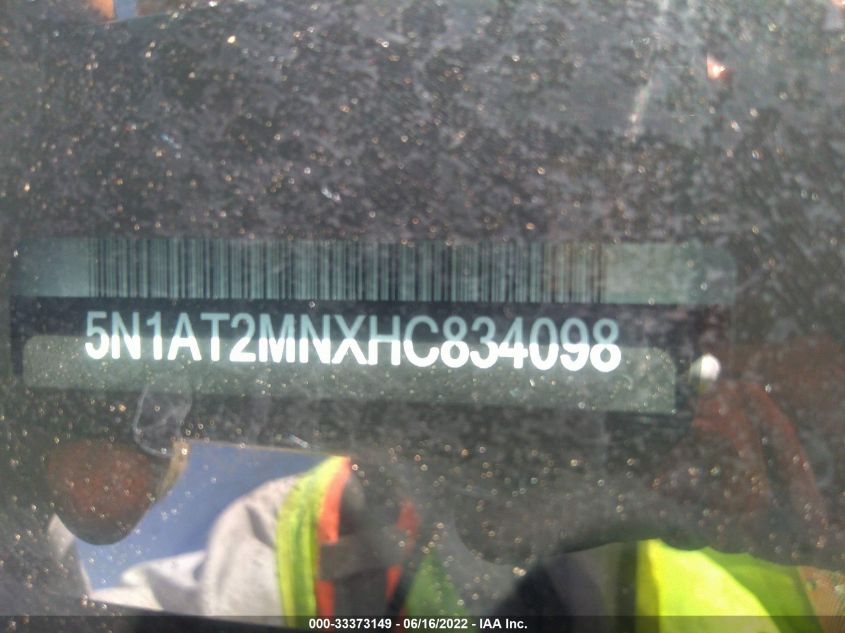 5N1AT2MNXHC834098
000-33373149 - 06/16/2022 - IAA Inc.